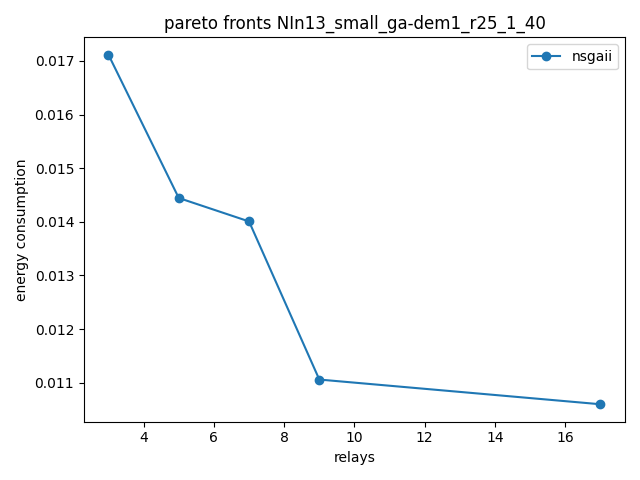 pareto fronts NIn13_small_ga-dem1_r25_1_40
nsgaii
0.017
0.016
0.015
0.014
0.013
0.012
0.011
energy consumption
4 6 8 10 12 14 16
relays